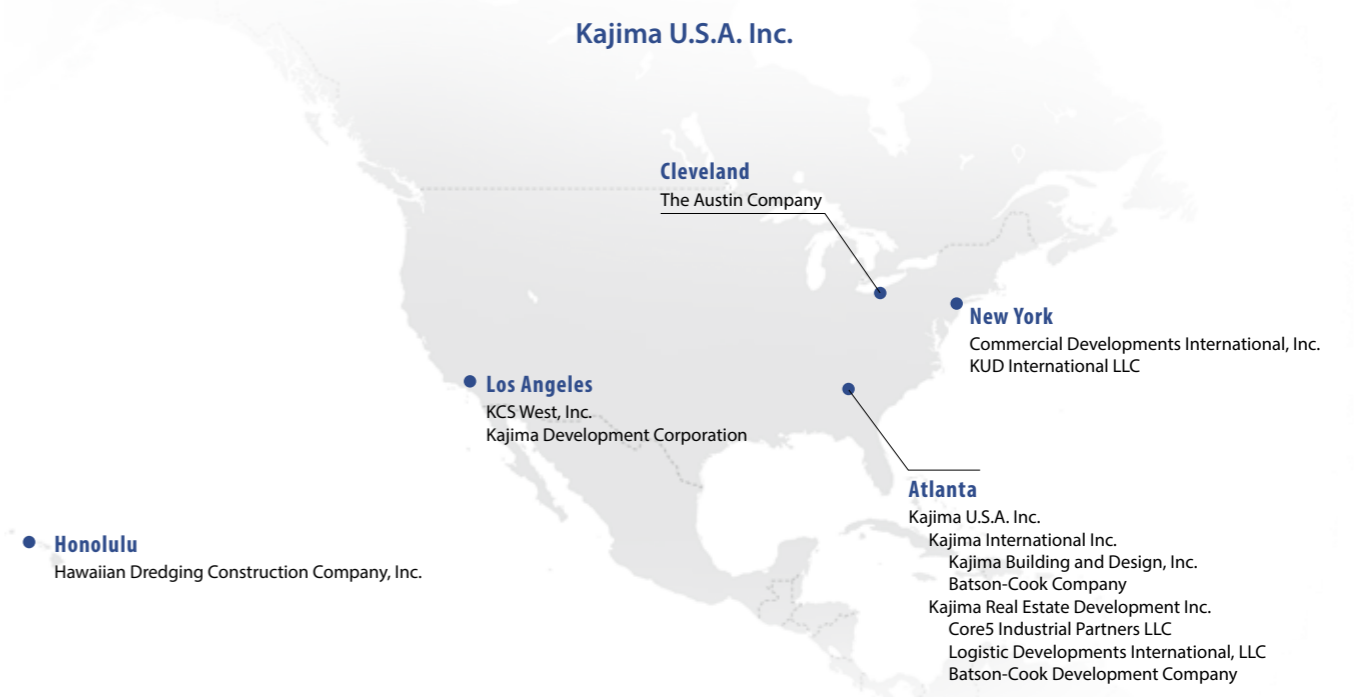 Kajima U.S.A. Inc.
Cleveland
The Austin Company
New York
Commercial Developments International, Inc.
KUD International LLC
Los Angeles
KCS West, Inc.
Kajima Development Corporation
Atlanta
Kajima U.S.A. Inc.
Kajima International Inc.
Kajima Building and Design, Inc.
Batson-Cook Company
Kajima Real Estate Development Inc.
Core5 Industrial Partners LLC
Logistic Developments International, LLC
Batson-Cook Development Company
Honolulu
Hawaiian Dredging Construction Company, Inc.